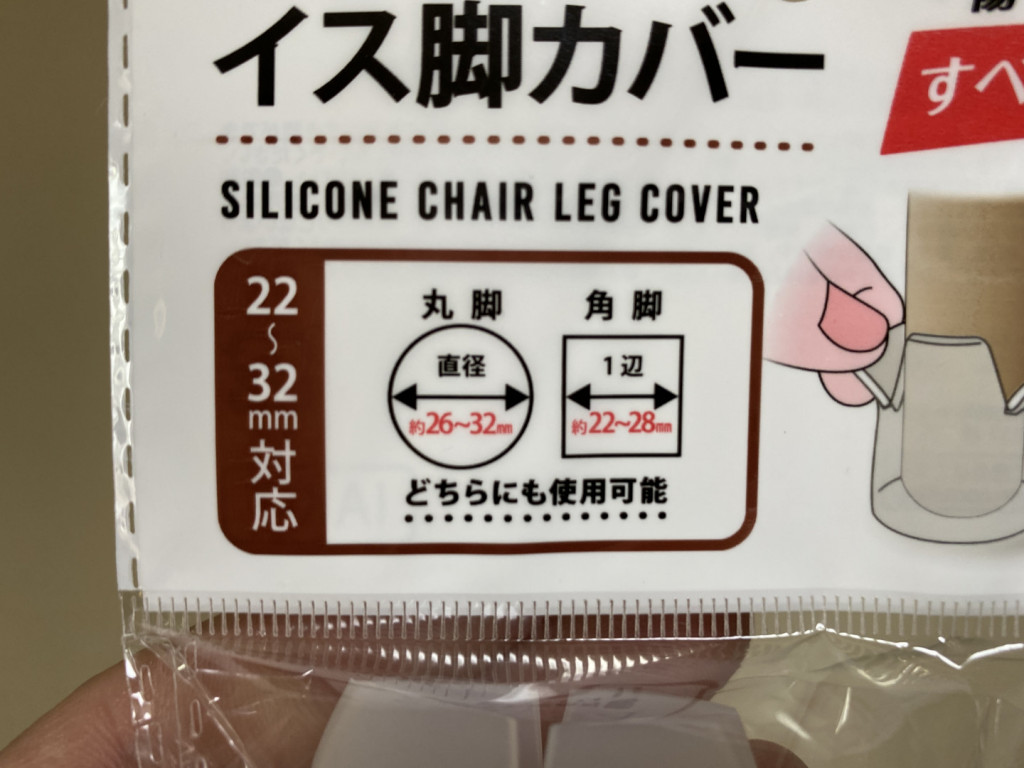 イス脚カバー
すべ
SILICONE CHAIR LEG COVER
22
〜
32
mm
対
応
丸脚
直径
約26〜32mm
角脚
1辺
約22〜28mm
どちらにも使用可能